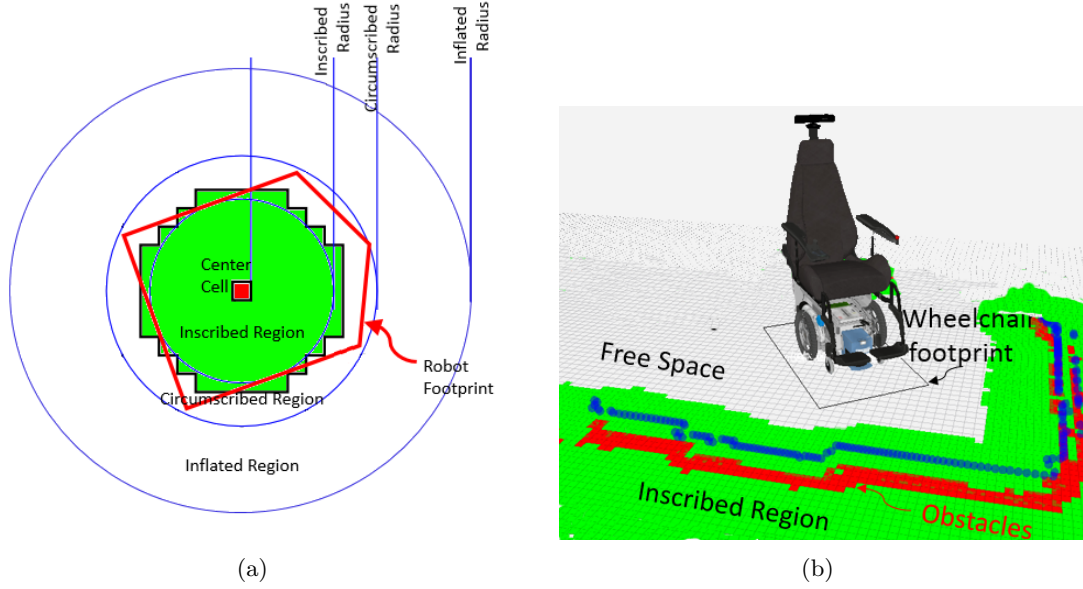 Inscribed
Radius
Circumscribed
Radius
Inflated
Radius
Center
Cell
Inscribed Region
Robot
Footprint
Circumscribed Region
Inflated Region
(a)
Wheelchair
footprint
Free Space
Inscribed Region
Obstacles
(b)